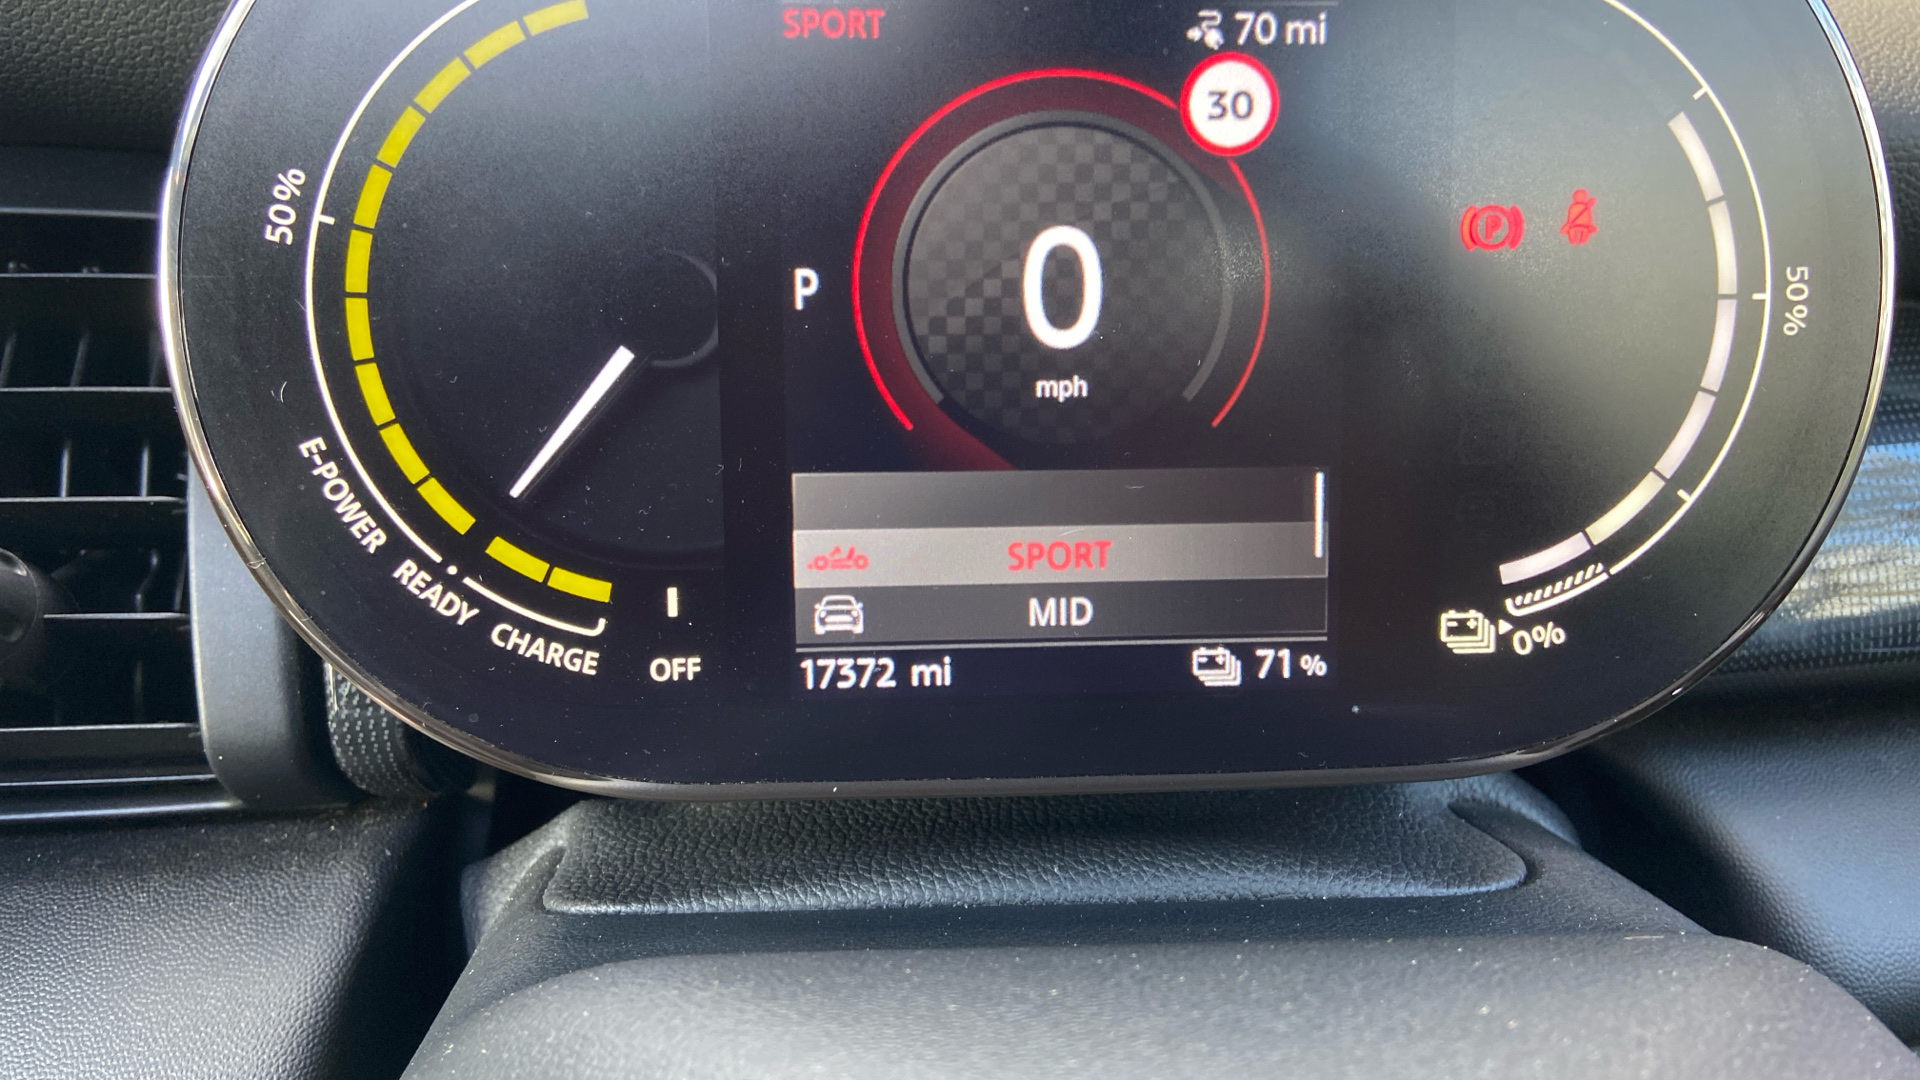 SPORT
70 mi
30
50%
P
0
mph
50%
E-POWER
READY
CHARGE
OFF
SPORT
MID
17372 mi
71 %
0%